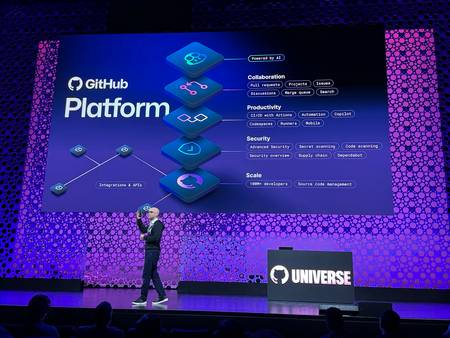 GitHub
Platform
Powered by AI
Collaboration
Pull requests Projects Issues
Discussions Merge queue Search
Productivity
CI/CD with Actions Automation Copilot
Codespaces Runners Mobile
Security
Advanced Security Secret scanning Code scanning
Security overview Supply chain Dependabot
Scale
100M+ developers Source code management
Integrations & APIs
UNIVERSE